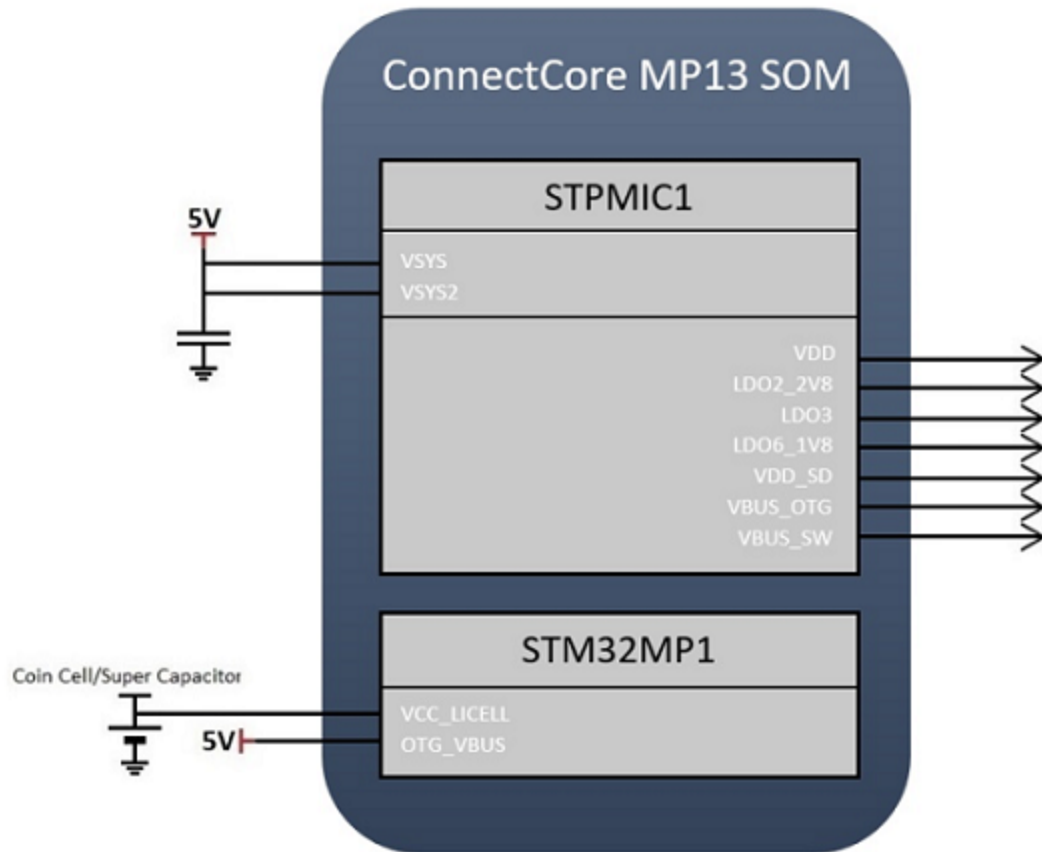 ConnectCore MP13 SOM
STPMIC1
5V
VSYS
VSYS2
VDD
LDO2_2V8
LDO3
LDO6_1V8
VDD_SD
VBUS_OTG
VBUS_SW
STM32MP1
Coin Cell/Super Capacitor
VCC_LICELL
5V
OTG_VBUS